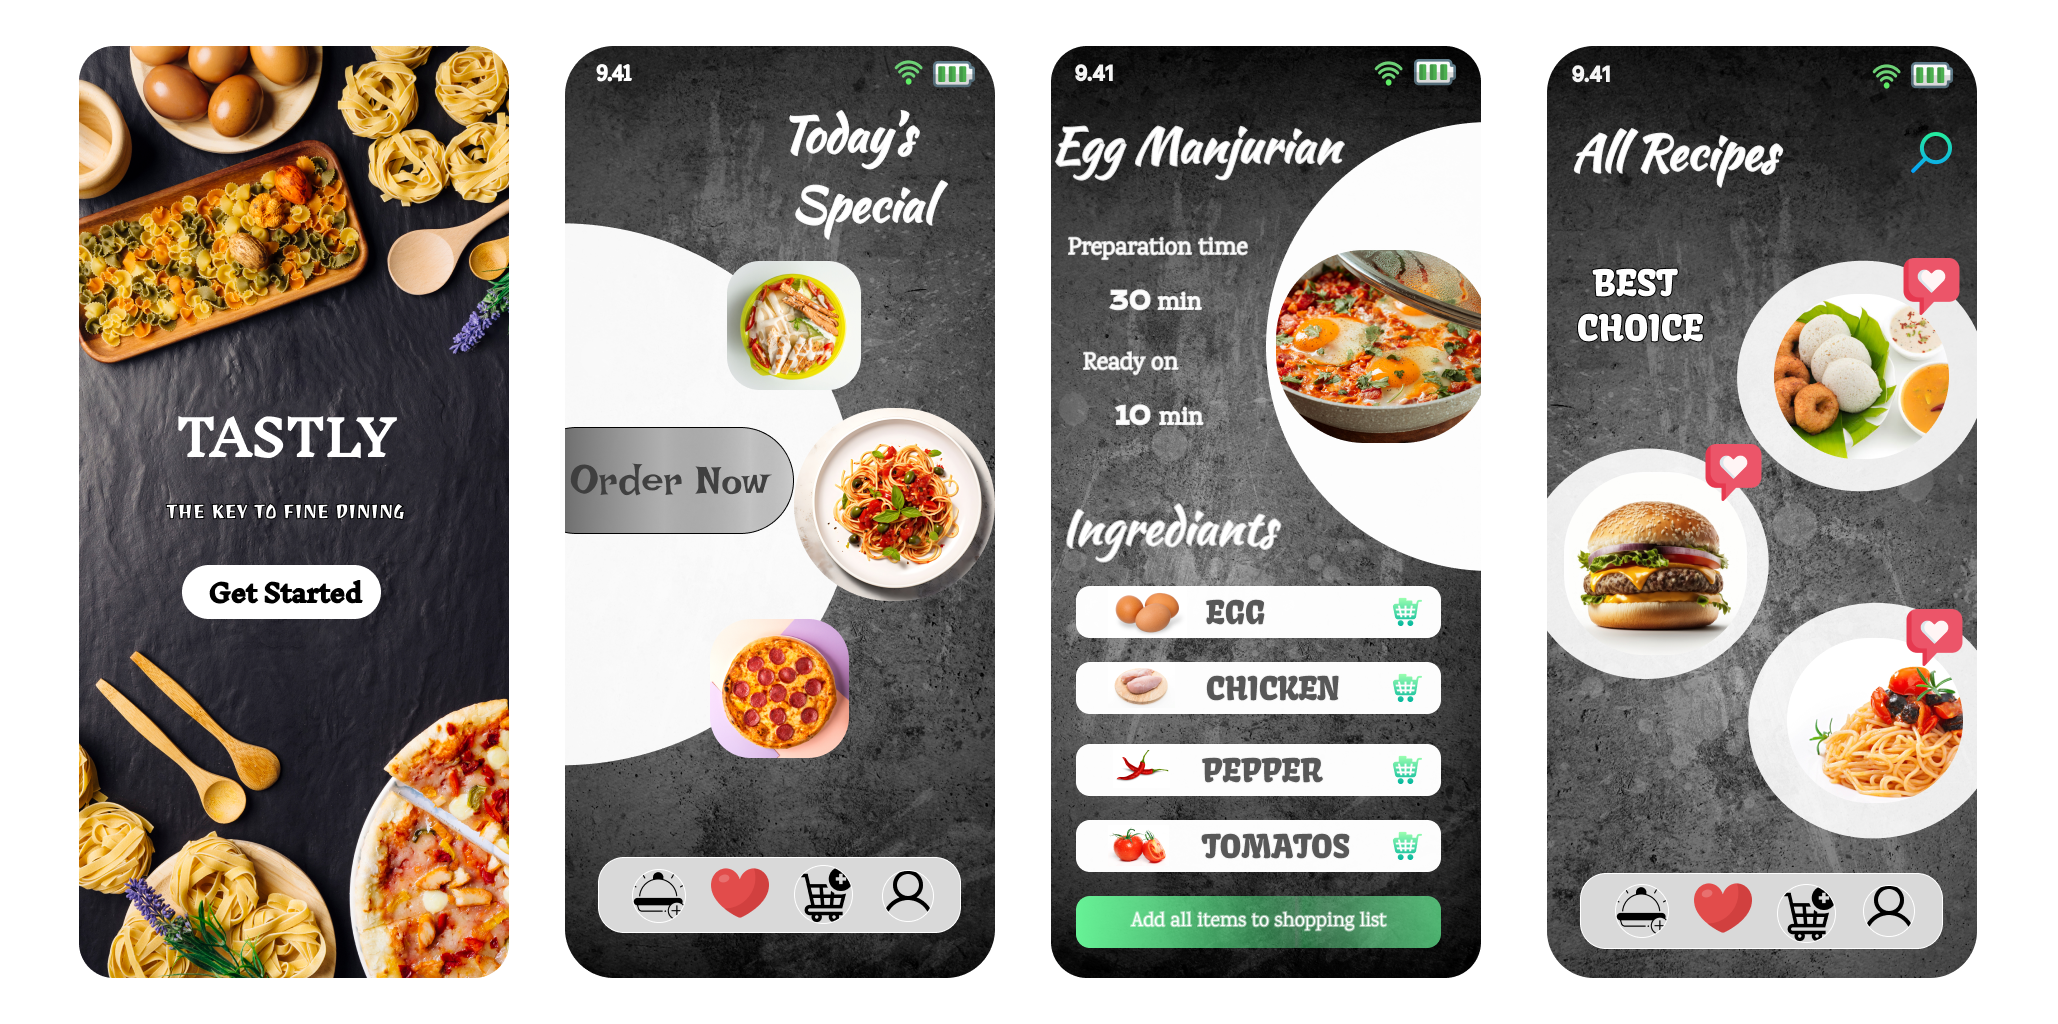 TASTLY
THE KEY TO FINE DINING
Get Started
9.41
Today's
Special
Order Now
9.41
Egg Manjurian
Preparation time
30 min
Ready on
10 min
Ingrediants
EGG
CHICKEN
PEPPER
TOMATOS
Add all items to shopping list
9.41
All Recipes
BEST
CHOICE